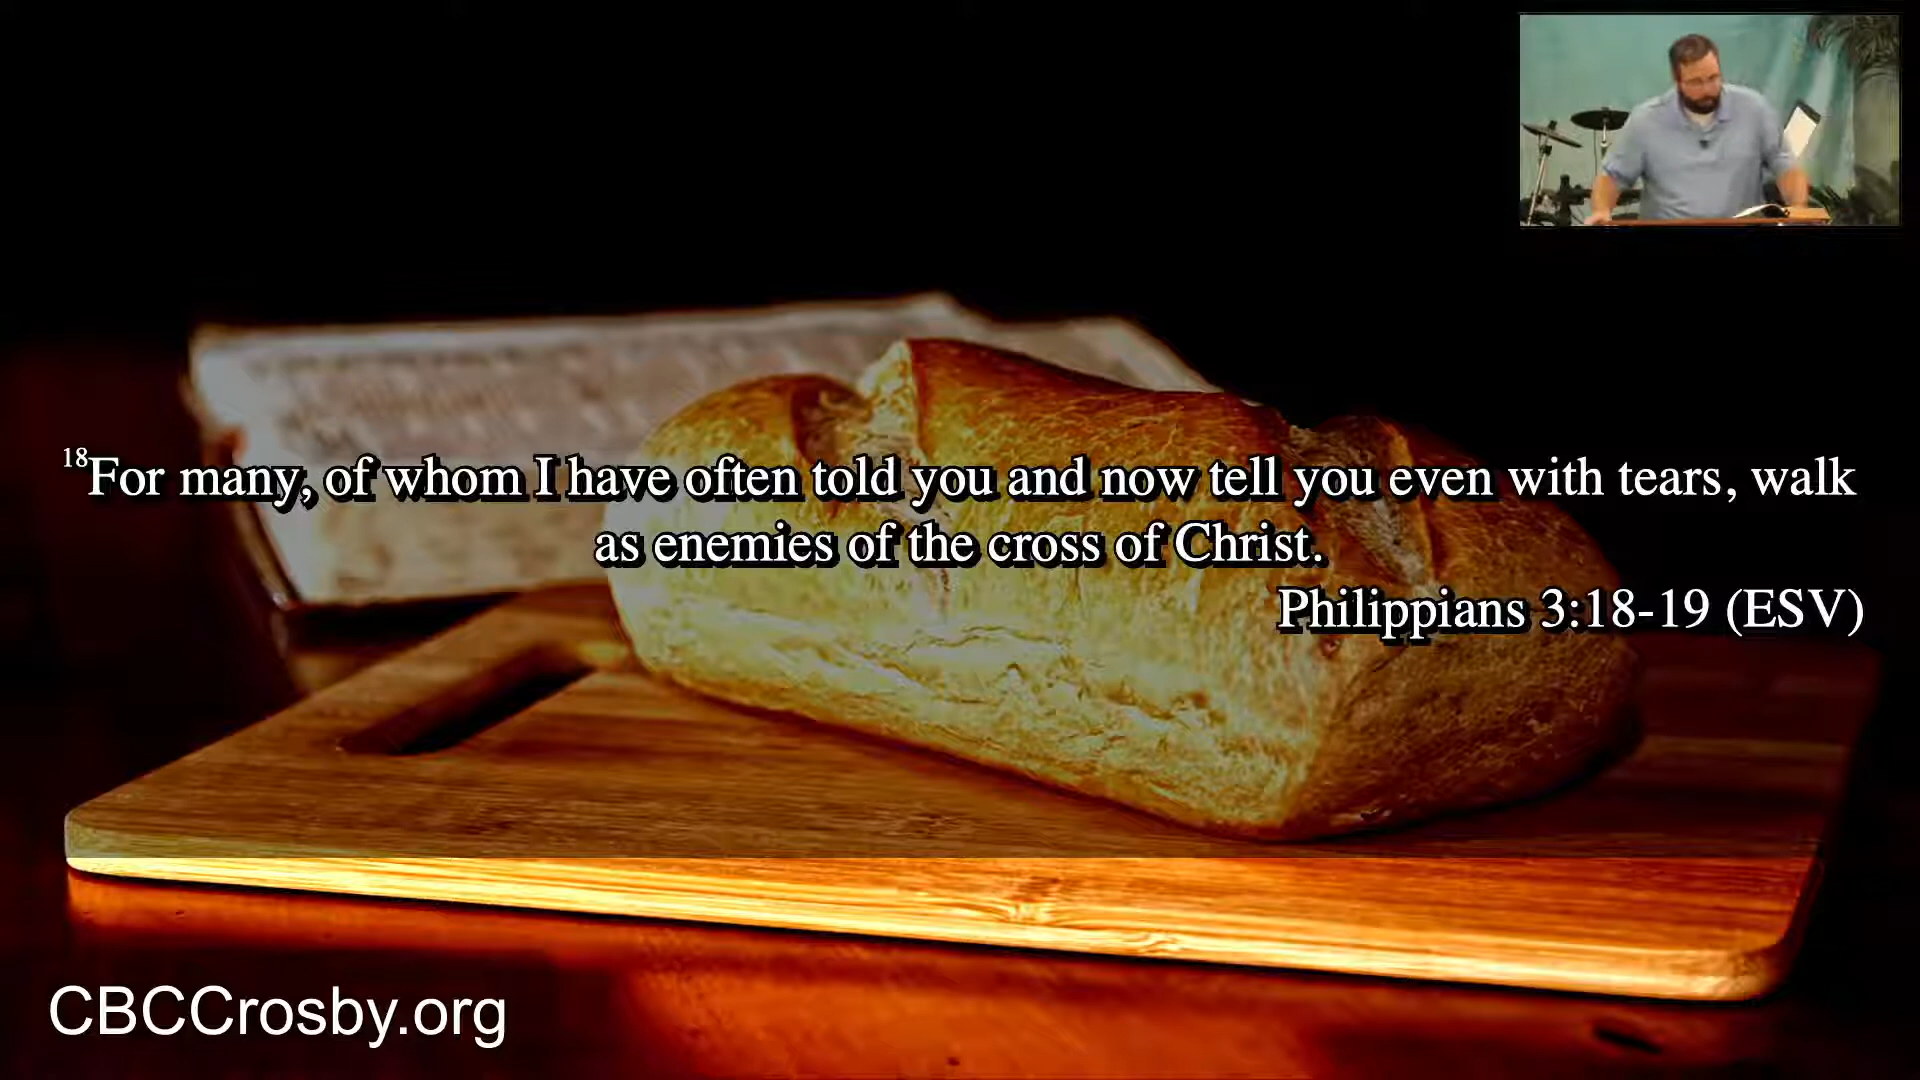 18For many, of whom I have often told you and now tell you even with tears, walk
as enemies of the cross of Christ.
Philippians 3:18-19 (ESV)
CBCCrosby.org